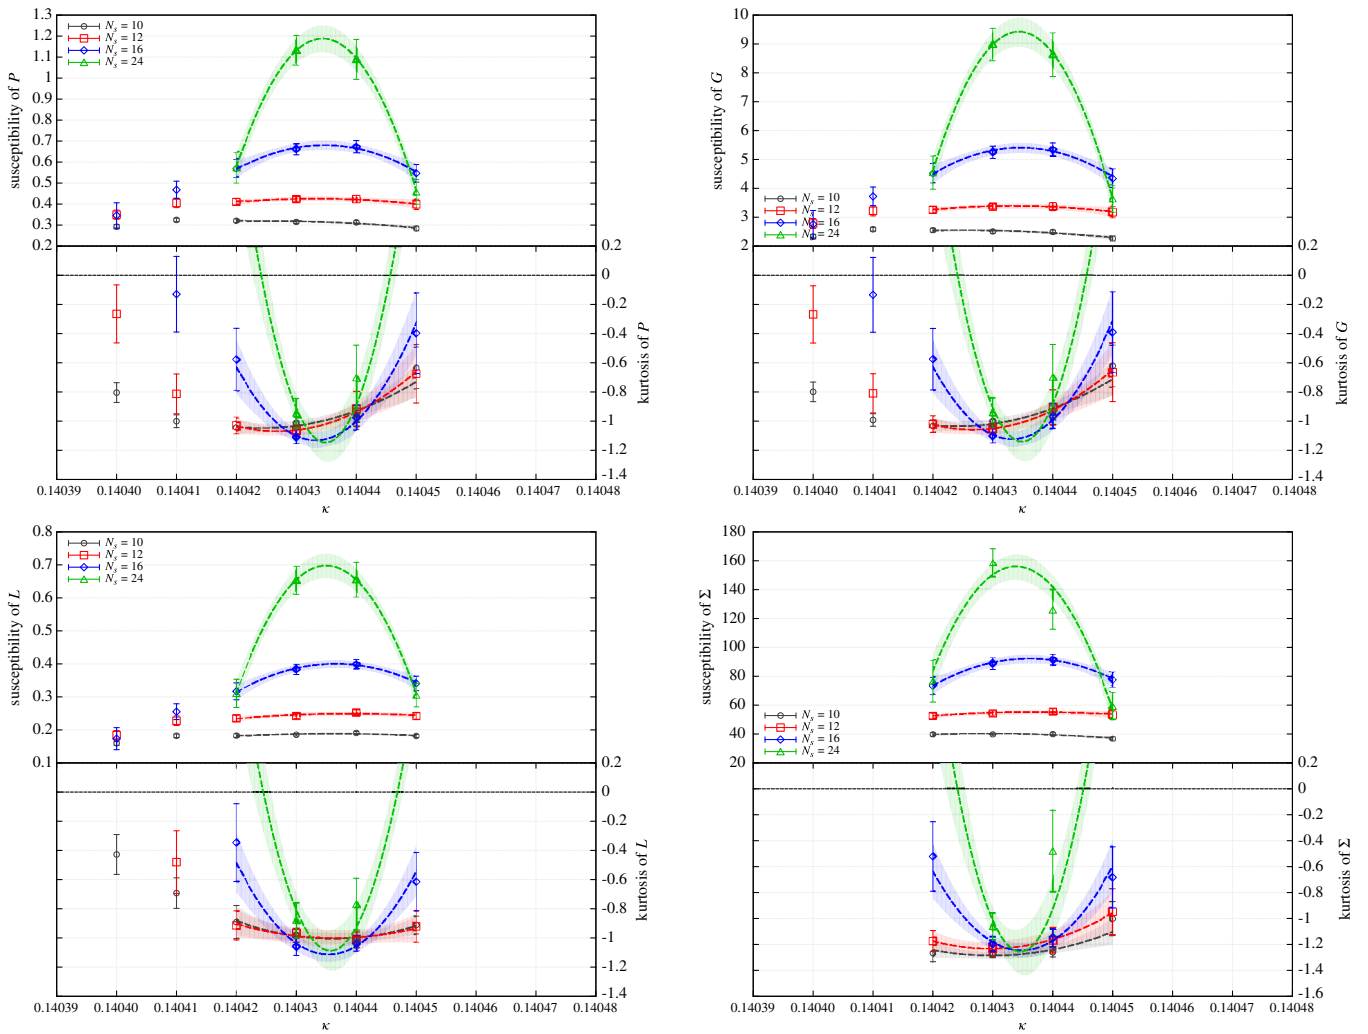 susceptibility of P
1.3
1.2
1.1
1
0.9
0.8
0.7
0.6
0.5
0.4
0.3
0.2
N_s = 10
N_s = 12
N_s = 16
N_s = 24
0.2
0
-0.2
-0.4
-0.6
-0.8
-1
-1.2
-1.4
kurtosis of P
0.14039 0.14040 0.14041 0.14042 0.14043 0.14044 0.14045 0.14046 0.14047 0.14048
κ
susceptibility of G
10
9
8
7
6
5
4
3
2
N_s = 10
N_s = 12
N_s = 16
N_s = 24
0.2
0
-0.2
-0.4
-0.6
-0.8
-1
-1.2
-1.4
kurtosis of G
0.14039 0.14040 0.14041 0.14042 0.14043 0.14044 0.14045 0.14046 0.14047 0.14048
κ
susceptibility of L
0.8
0.7
0.6
0.5
0.4
0.3
0.2
0.1
N_s = 10
N_s = 12
N_s = 16
N_s = 24
0.2
0
-0.2
-0.4
-0.6
-0.8
-1
-1.2
-1.4
kurtosis of L
0.14039 0.14040 0.14041 0.14042 0.14043 0.14044 0.14045 0.14046 0.14047 0.14048
κ
susceptibility of Σ
180
160
140
120
100
80
60
40
20
N_s = 10
N_s = 12
N_s = 16
N_s = 24
0.2
0
-0.2
-0.4
-0.6
-0.8
-1
-1.2
-1.4
-1.6
kurtosis of Σ
0.14039 0.14040 0.14041 0.14042 0.14043 0.14044 0.14045 0.14046 0.14047 0.14048
κ